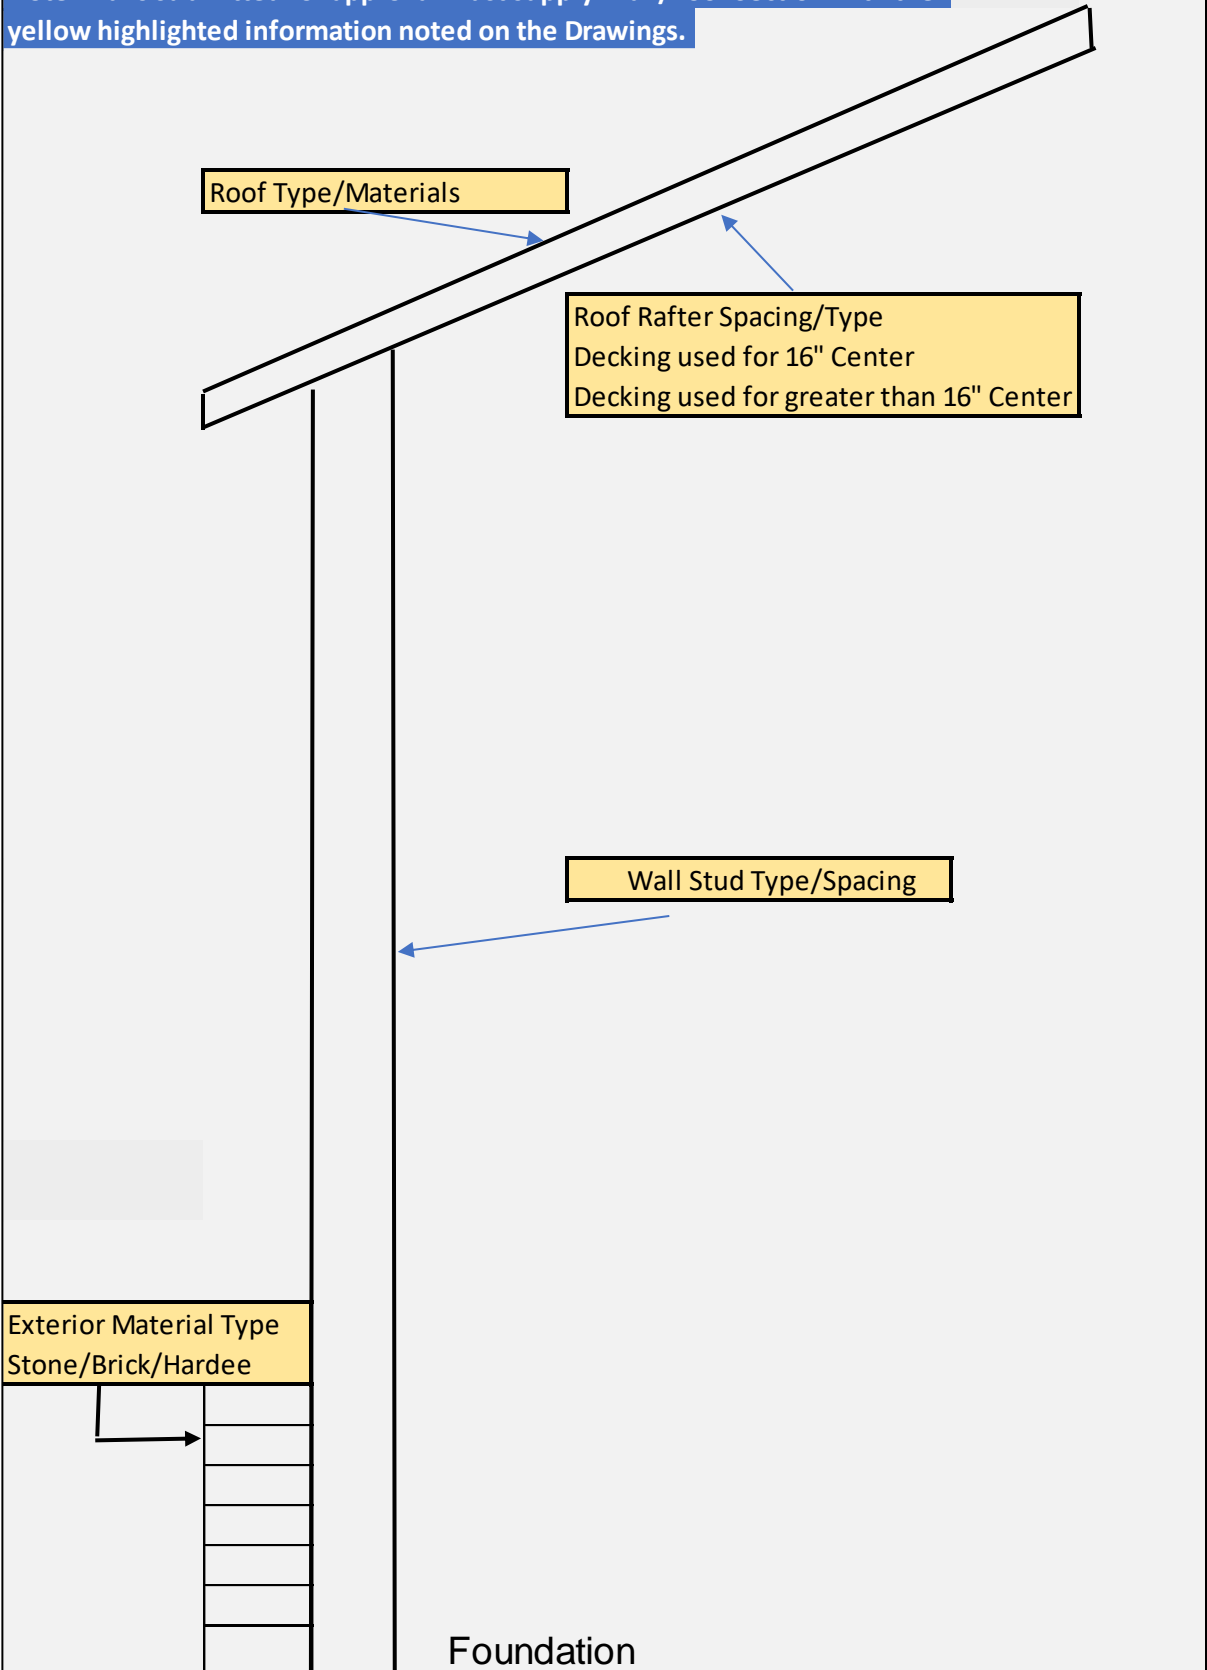 yellow highlighted information noted on the Drawings.
Roof Type/Materials
Roof Rafter Spacing/Type
Decking used for 16" Center
Decking used for greater than 16" Center
Wall Stud Type/Spacing
Exterior Material Type
Stone/Brick/Hardee
Foundation